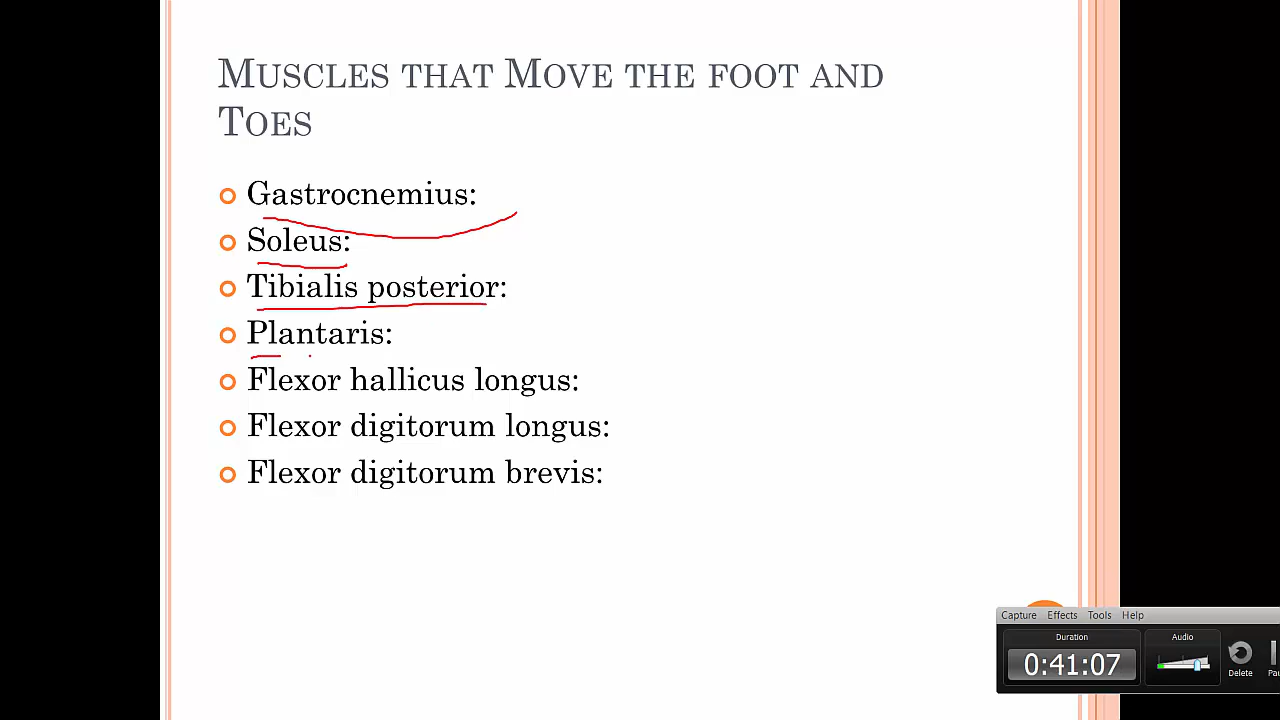 MUSCLES THAT MOVE THE FOOT AND
TOES
Gastrocnemius:
Soleus:
Tibialis posterior:
Plantaris:
Flexor hallicus longus:
Flexor digitorum longus:
Flexor digitorum brevis:
Capture Effects Tools Help
Duration Audio
0:41:07
Delete